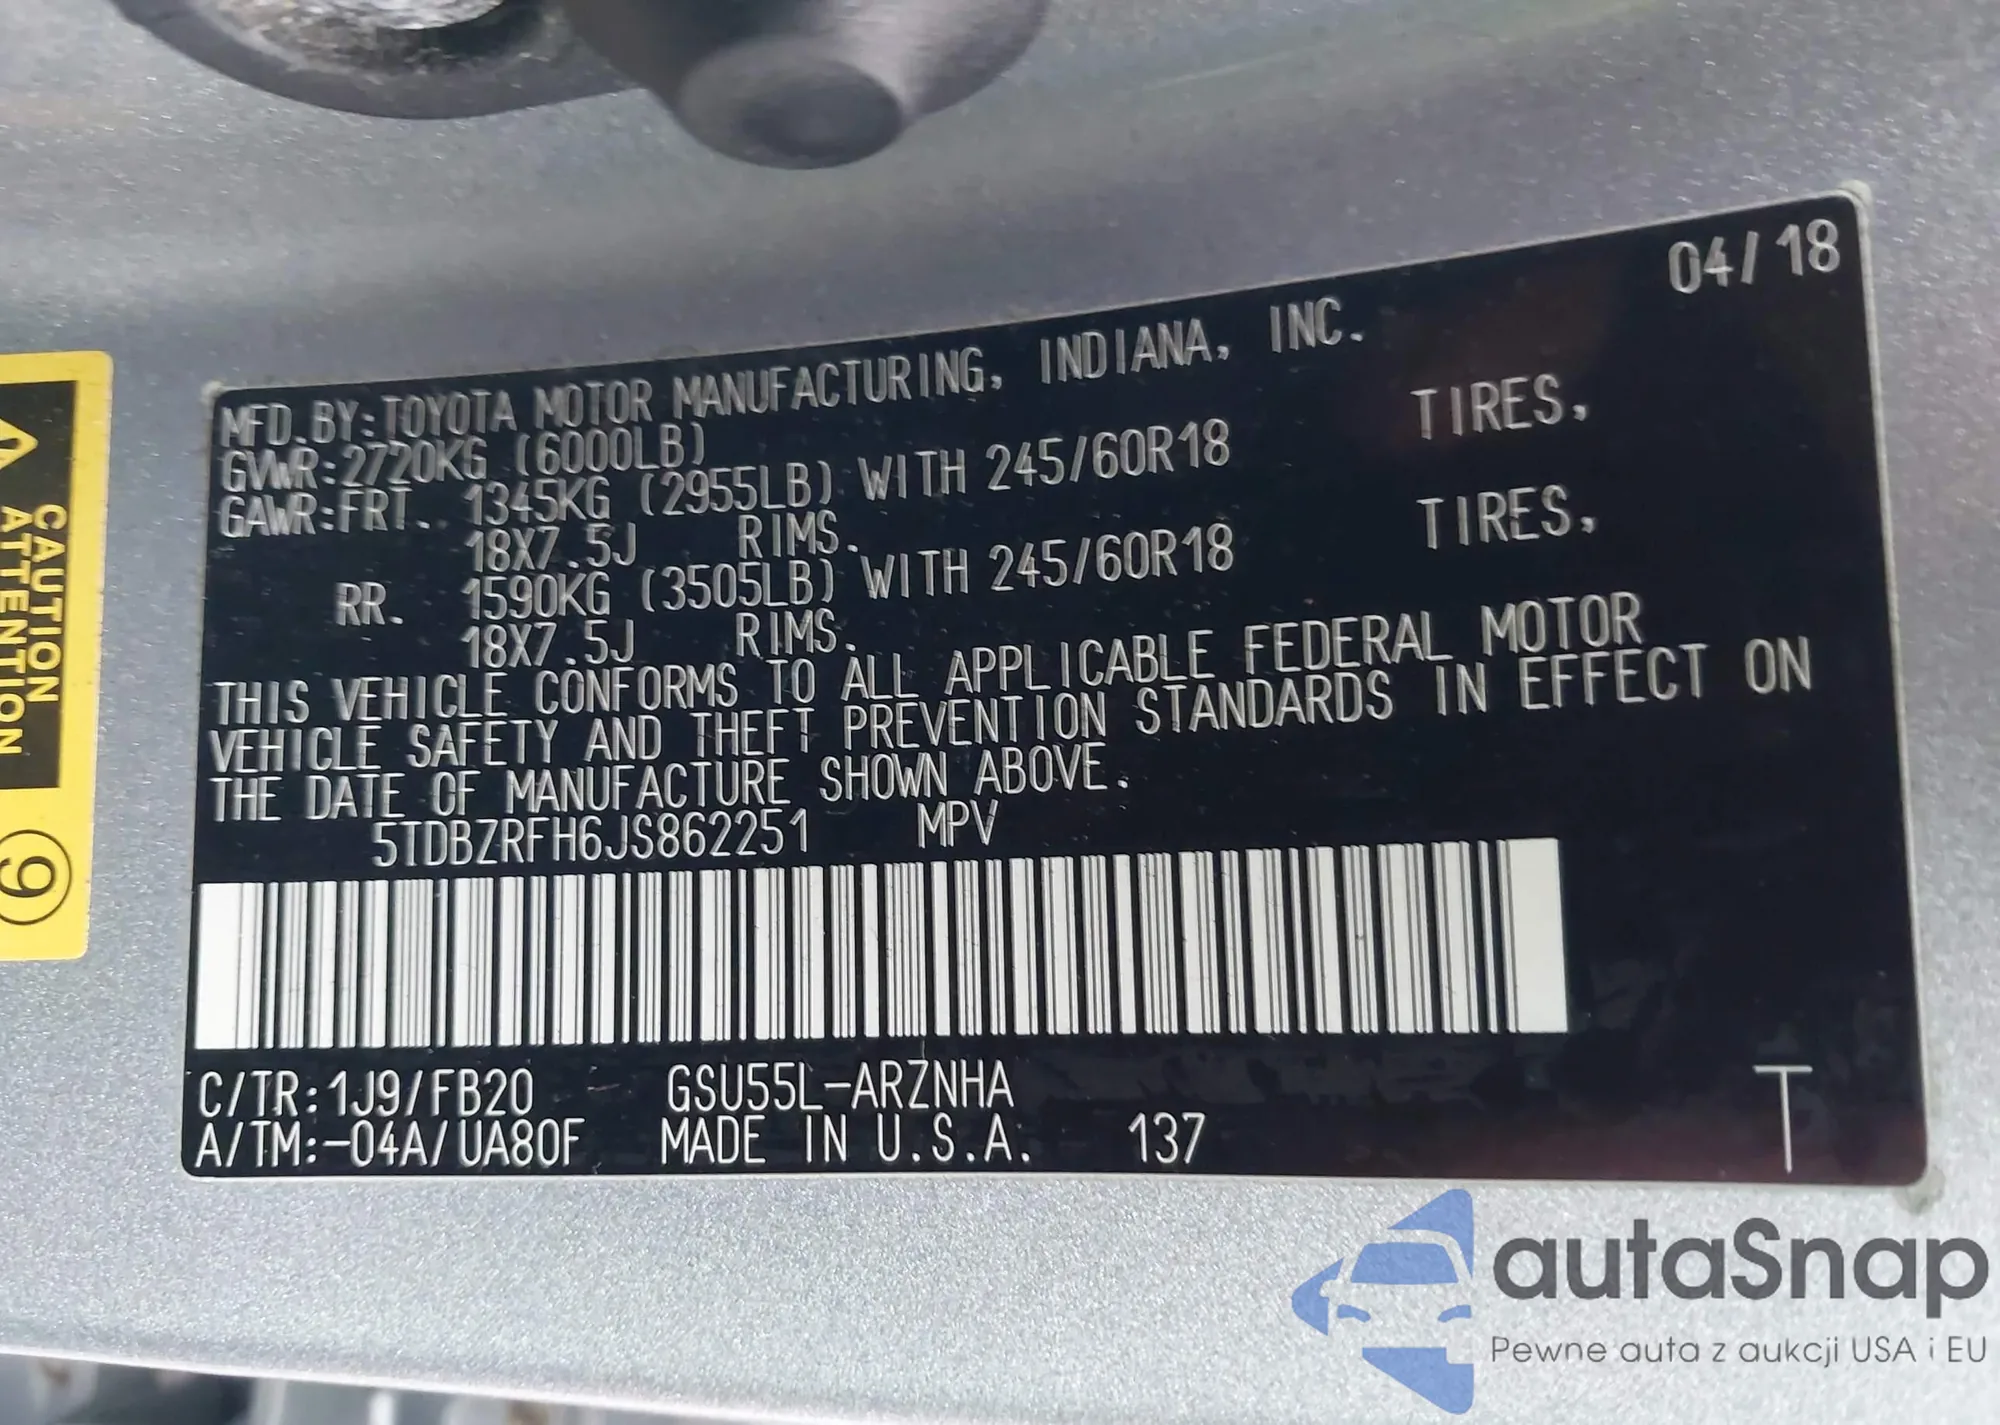 04/18
MFD.BY:TOYOTA MOTOR MANUFACTURING, INDIANA, INC.
GVWR:2720KG (6000LB)
GAWR:FRT. 1345KG (2955LB) WITH 245/60R18 TIRES,
18X7.5J RIMS.
RR. 1590KG (3505LB) WITH 245/60R18 TIRES,
18X7.5J RIMS.
THIS VEHICLE CONFORMS TO ALL APPLICABLE FEDERAL MOTOR
VEHICLE SAFETY AND THEFT PREVENTION STANDARDS IN EFFECT ON
THE DATE OF MANUFACTURE SHOWN ABOVE.
5TDBZRFH6JS862251 MPV
C/TR:1J9/FB20 GSU55L-ARZNHA
A/TM:-04A/UA80F MADE IN U.S.A. 137 T
CAUTION
ATTENTION
9
autaSnap
Pewne auta z aukcji USA i EU